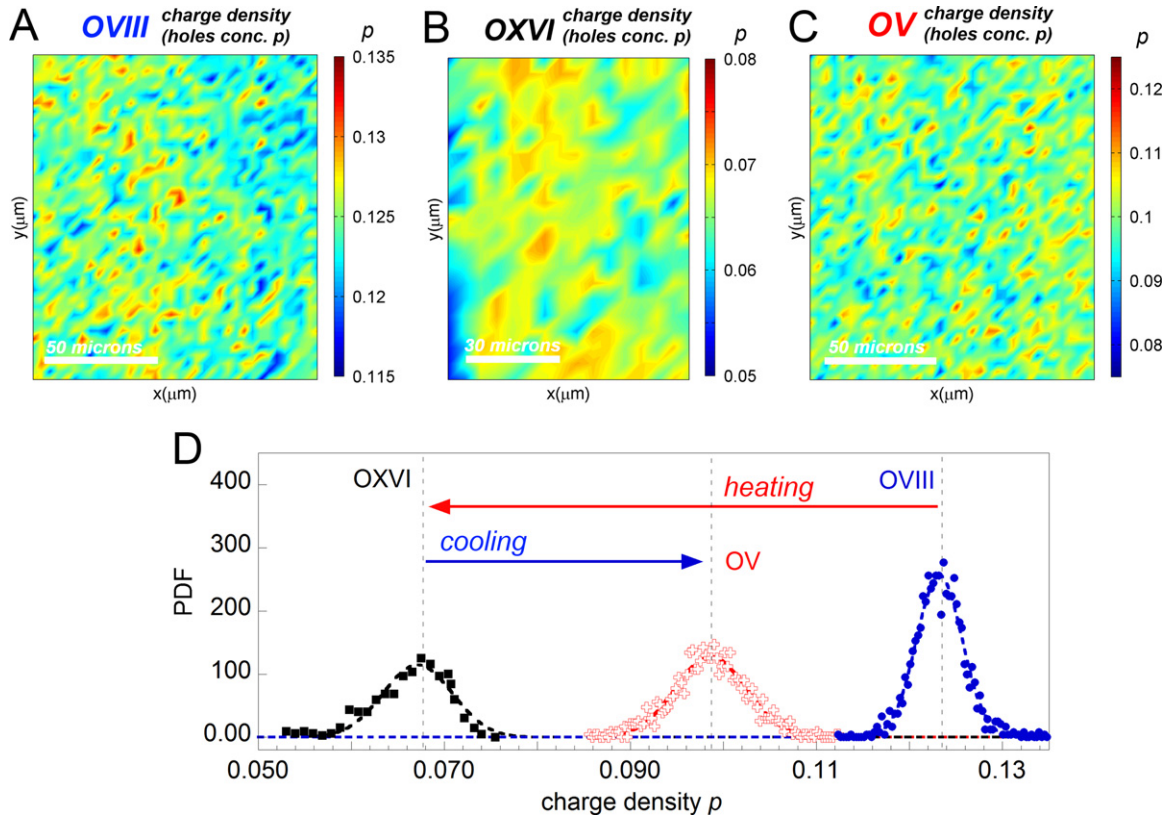 A OVIII charge density (holes conc. p) p
0.135
0.13
0.125
0.12
0.115
y(μm)
50 microns
x(μm)
B OXVI charge density (holes conc. p) p
0.08
0.07
0.06
0.05
y(μm)
30 microns
x(μm)
C OV charge density (holes conc. p) p
0.12
0.11
0.1
0.09
0.08
y(μm)
50 microns
x(μm)
D
OXVI
OVIII
heating
cooling
OV
PDF
400
300
200
100
0.00
0.050 0.070 0.090 0.11 0.13
charge density p